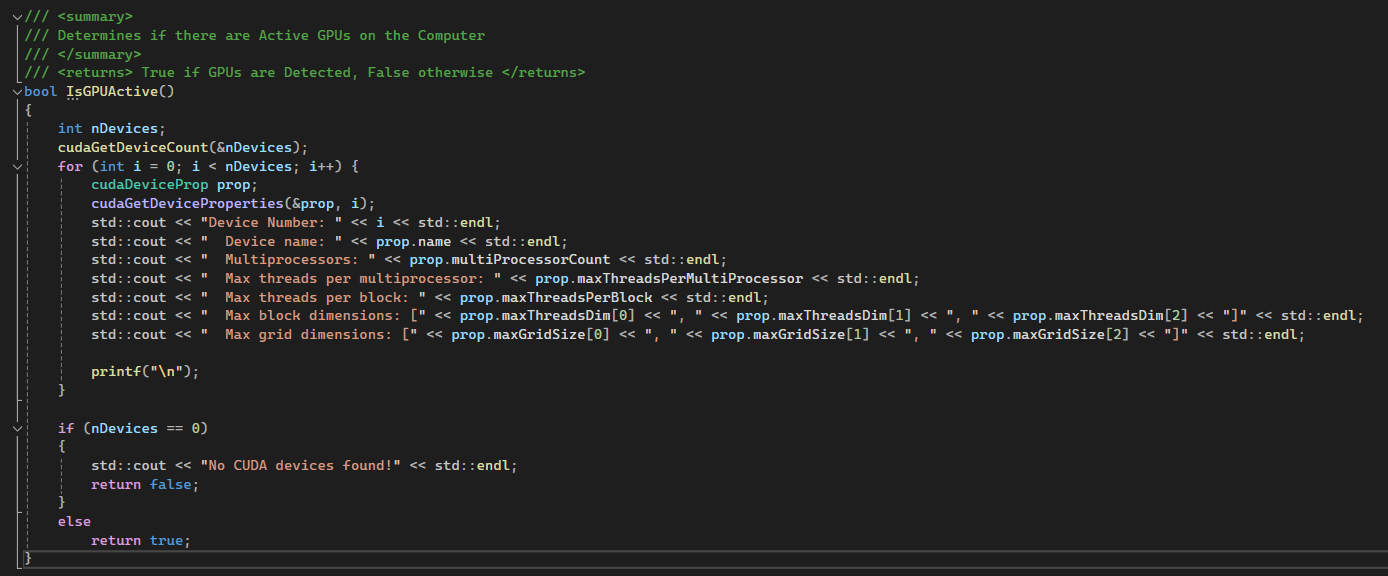 /// <summary>
/// Determines if there are Active GPUs on the Computer
/// </summary>
/// <returns> True if GPUs are Detected, False otherwise </returns>
bool IsGPUActive()
{
    int nDevices;
    cudaGetDeviceCount(&nDevices);
    for (int i = 0; i < nDevices; i++) {
        cudaDeviceProp prop;
        cudaGetDeviceProperties(&prop, i);
        std::cout << "Device Number: " << i << std::endl;
        std::cout << "  Device name: " << prop.name << std::endl;
        std::cout << "  Multiprocessors: " << prop.multiProcessorCount << std::endl;
        std::cout << "  Max threads per multiprocessor: " << prop.maxThreadsPerMultiProcessor << std::endl;
        std::cout << "  Max threads per block: " << prop.maxThreadsPerBlock << std::endl;
        std::cout << "  Max block dimensions: [" << prop.maxThreadsDim[0] << ", " << prop.maxThreadsDim[1] << ", " << prop.maxThreadsDim[2] << "]" << std::endl;
        std::cout << "  Max grid dimensions: [" << prop.maxGridSize[0] << ", " << prop.maxGridSize[1] << ", " << prop.maxGridSize[2] << "]" << std::endl;

        printf("\n");
    }

    if (nDevices == 0)
    {
        std::cout << "No CUDA devices found!" << std::endl;
        return false;
    }
    else
        return true;
}